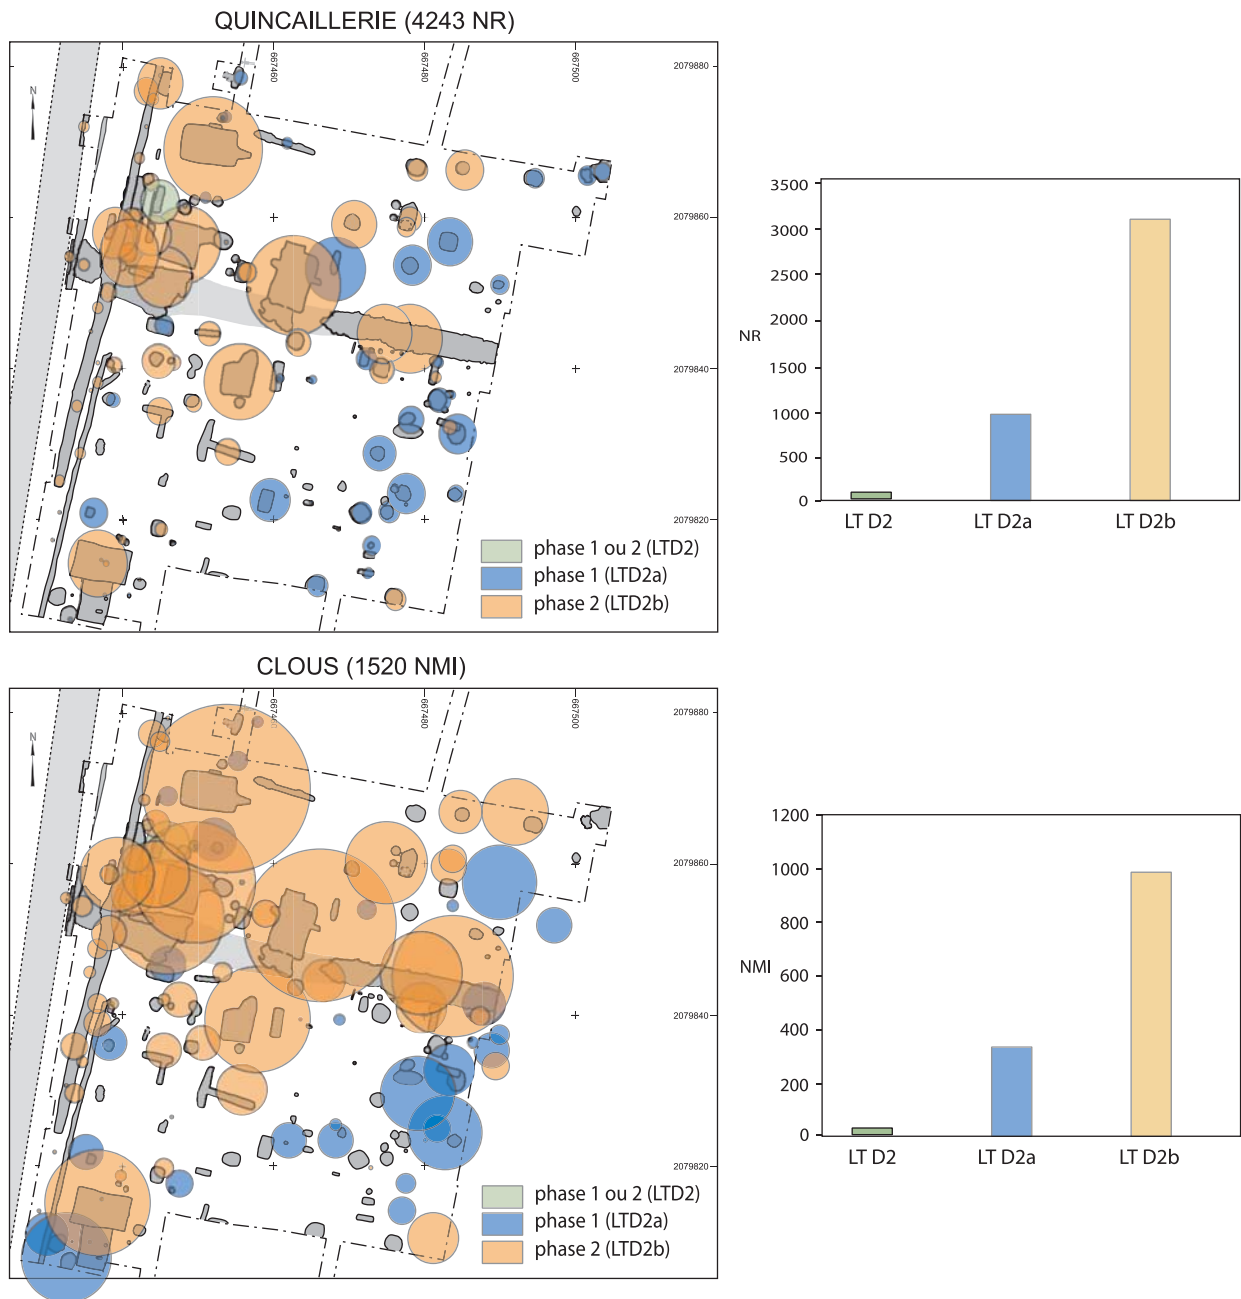 QUINCAILLERIE (4243 NR)
667460
667480
667500
2079880
N
2079860
2079840
2079820
phase 1 ou 2 (LTD2)
phase 1 (LTD2a)
phase 2 (LTD2b)
3500
3000
2500
2000
NR
1500
1000
500
0
LT D2
LT D2a
LT D2b
CLOUS (1520 NMI)
667460
667480
667500
2079880
N
2079860
2079840
2079820
phase 1 ou 2 (LTD2)
phase 1 (LTD2a)
phase 2 (LTD2b)
1200
1000
800
NMI
600
400
200
0
LT D2
LT D2a
LT D2b